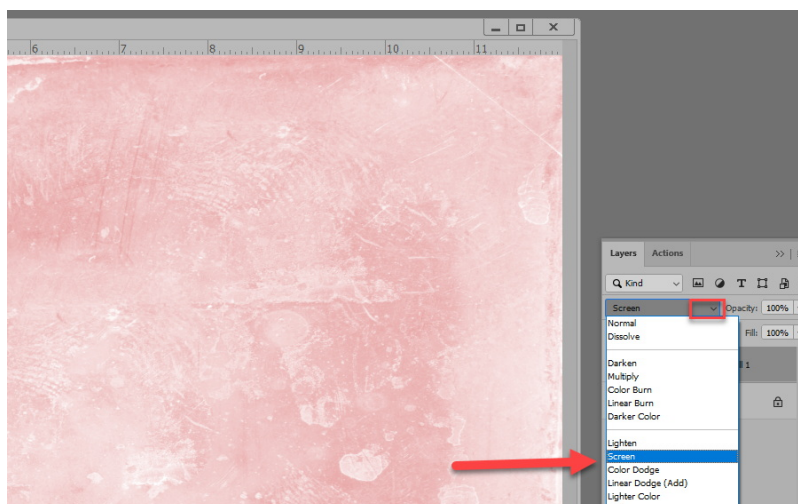 6 7 8 9 10 11
Layers Actions
Kind T
Screen Opacity: 100%
Normal
Fill: 100%
Dissolve
Darken
1
Multiply
Color Burn
Linear Burn
Darker Color
Lighten
Screen
Color Dodge
Linear Dodge (Add)
Lighter Color